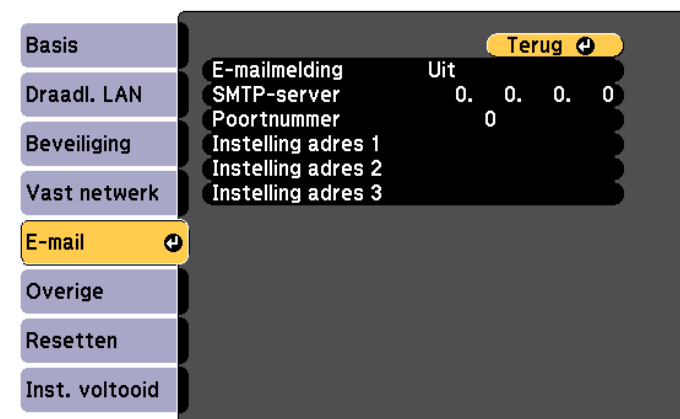 Basis
Draadl. LAN
Beveiliging
Vast netwerk
E-mail
Overige
Resetten
Inst. voltooid
Terug
E-mailmelding Uit
SMTP-server 0. 0. 0. 0
Poortnummer 0
Instelling adres 1
Instelling adres 2
Instelling adres 3